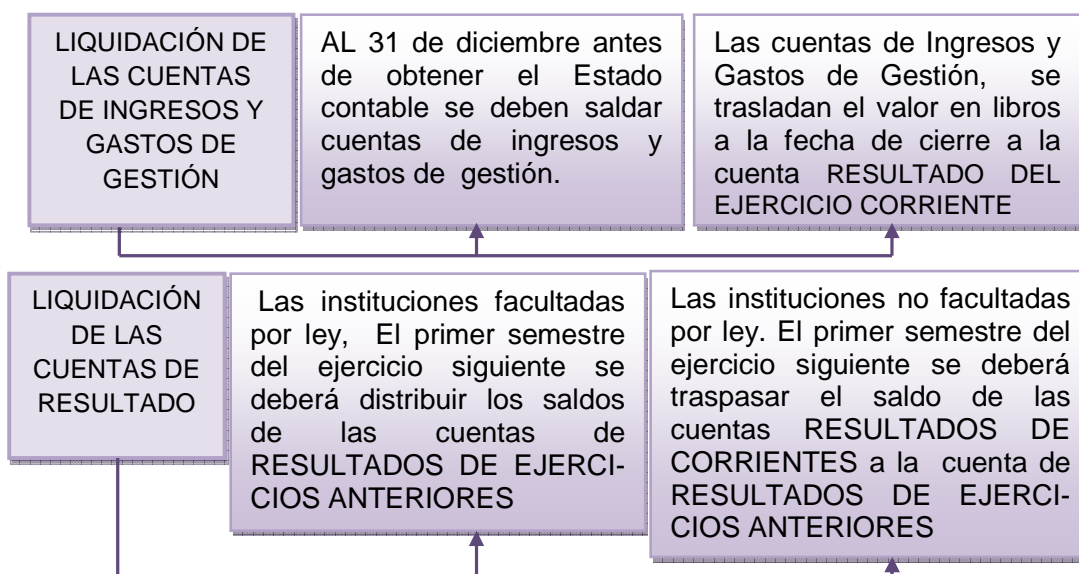 LIQUIDACIÓN DE
LAS CUENTAS
DE INGRESOS Y
GASTOS DE
GESTIÓN
AL 31 de diciembre antes
de obtener el Estado
contable se deben saldar
cuentas de ingresos y
gastos de gestión.
Las cuentas de Ingresos y
Gastos de Gestión, se
trasladan el valor en libros
a la fecha de cierre a la
cuenta RESULTADO DEL
EJERCICIO CORRIENTE
LIQUIDACIÓN
DE LAS
CUENTAS DE
RESULTADO
Las instituciones facultadas
por ley, El primer semestre
del ejercicio siguiente se
deberá distribuir los saldos
de las cuentas de
RESULTADOS DE EJERCI-
CIOS ANTERIORES
Las instituciones no facultadas
por ley. El primer semestre del
ejercicio siguiente se deberá
traspasar el saldo de las
cuentas RESULTADOS DE
CORRIENTES a la cuenta de
RESULTADOS DE EJERCI-
CIOS ANTERIORES